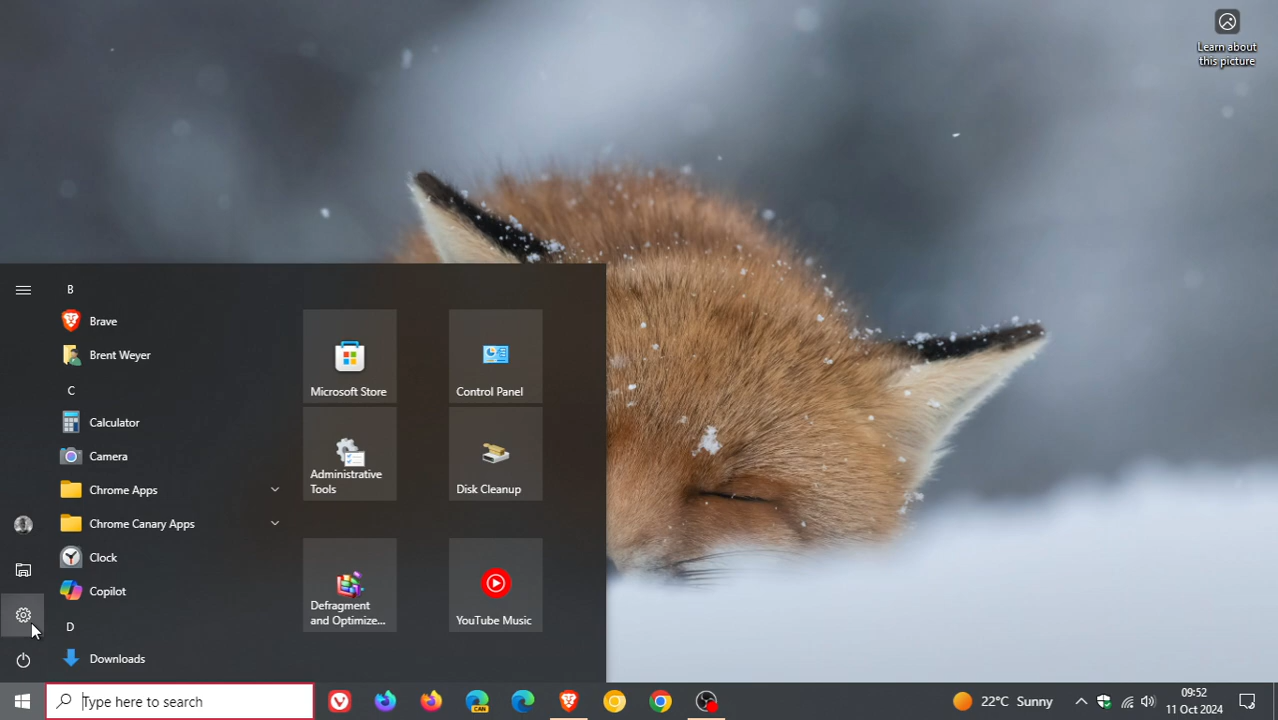 Learn about
this picture
B
Brave
Brent Weyer
C
Calculator
Camera
Chrome Apps
Chrome Canary Apps
Clock
Copilot
D
Downloads
Microsoft Store
Control Panel
Administrative
Tools
Disk Cleanup
Defragment
and Optimize...
YouTube Music
Type here to search
CAN
22°C Sunny
09:52
11 Oct 2024